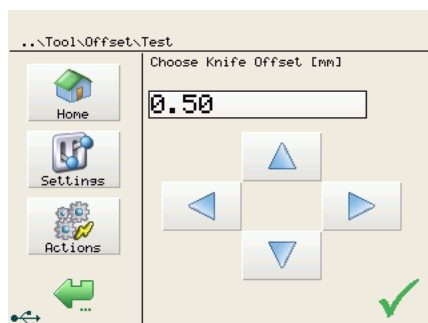 ..\Tool\Offset\Test
Choose Knife Offset [mm]
0.50
Home
Settings
Actions
...